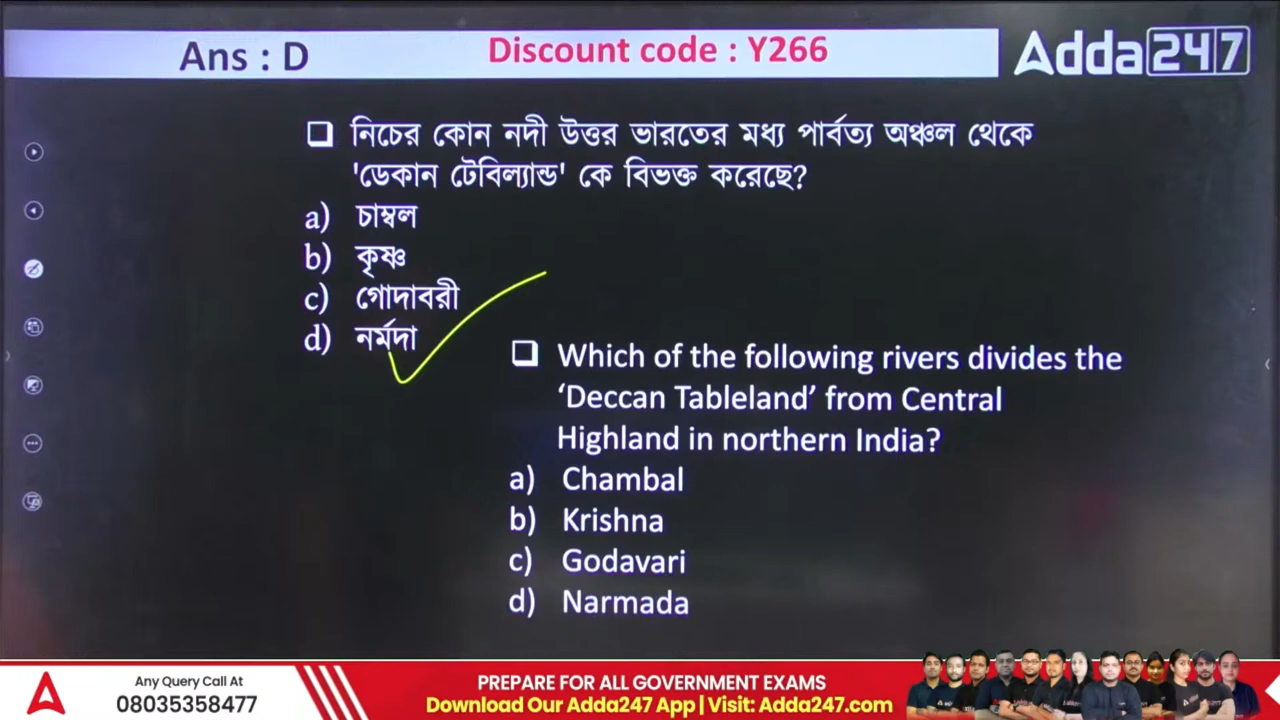 Ans : D
Discount code : Y266
Adda247
❑ নিচের কোন নদী উত্তর ভারতের মধ্য পার্বত্য অঞ্চল থেকে
'ডেকান টেবিল্যান্ড' কে বিভক্ত করেছে?
a) চাম্বল
b) কৃষ্ণ
c) গোদাবরী
d) নর্মদা
❑ Which of the following rivers divides the
‘Deccan Tableland’ from Central
Highland in northern India?
a) Chambal
b) Krishna
c) Godavari
d) Narmada
Any Query Call At
08035358477
PREPARE FOR ALL GOVERNMENT EXAMS
Download Our Adda247 App | Visit: Adda247.com